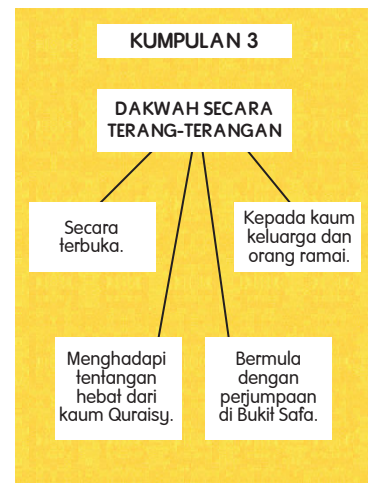 KUMPULAN 3
DAKWAH SECARA
TERANG-TERANGAN
Secara
terbuka.
Kepada kaum
keluarga dan
orang ramai.
Menghadapi
tentangan
hebat dari
kaum Quraisy.
Bermula
dengan
perjumpaan
di Bukit Safa.